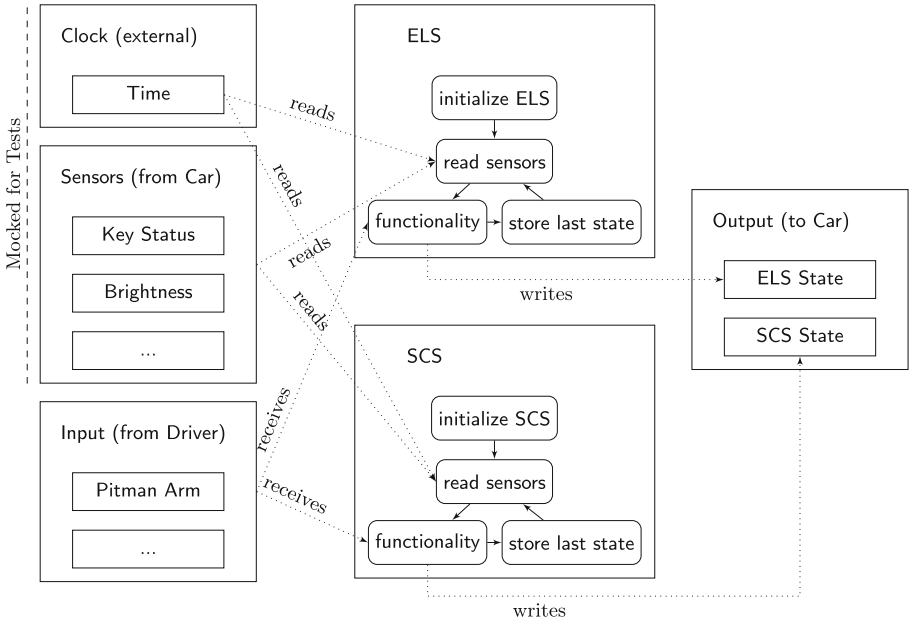 Mocked for Tests
Clock (external)
Time
Sensors (from Car)
Key Status
Brightness
...
Input (from Driver)
Pitman Arm
...
reads
reads
reads
reads
receives
receives
ELS
initialize ELS
read sensors
functionality
store last state
writes
SCS
initialize SCS
read sensors
functionality
store last state
writes
Output (to Car)
ELS State
SCS State